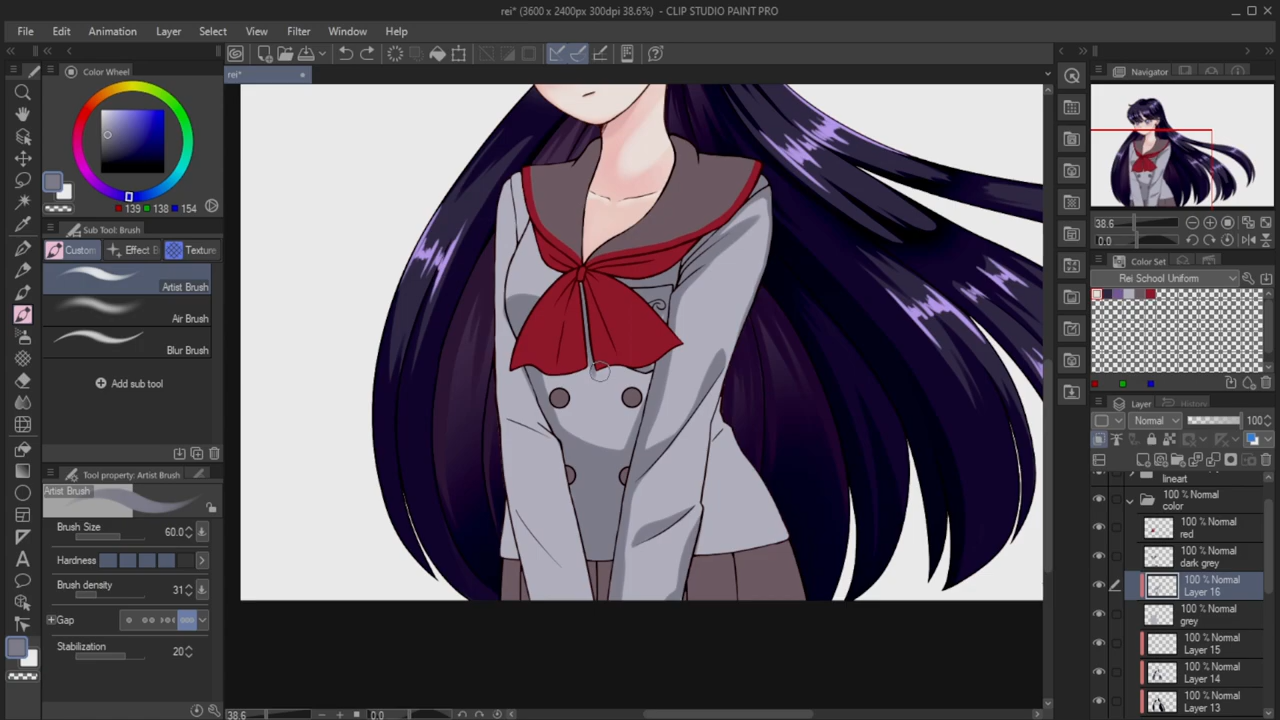 rei* (3600 x 2400px 300dpi 38.6%) - CLIP STUDIO PAINT PRO
File Edit Animation Layer Select View Filter Window Help
rei*
Color Wheel
139 138 154
Sub Tool: Brush
Custom Effect B Texture
Artist Brush
Air Brush
Blur Brush
Add sub tool
Tool property: Artist Brush
Artist Brush
Brush Size 60.0
Hardness
Brush density 31
Gap
Stabilization 20
38.6 0.0
Navigator
38.6
0.0
Color Set
Rei School Uniform
Layer History
Normal 100
lineart
100 % Normal
color
100 % Normal
red
100 % Normal
dark grey
100 % Normal
Layer 16
100 % Normal
grey
100 % Normal
Layer 15
100 % Normal
Layer 14
100 % Normal
Layer 13